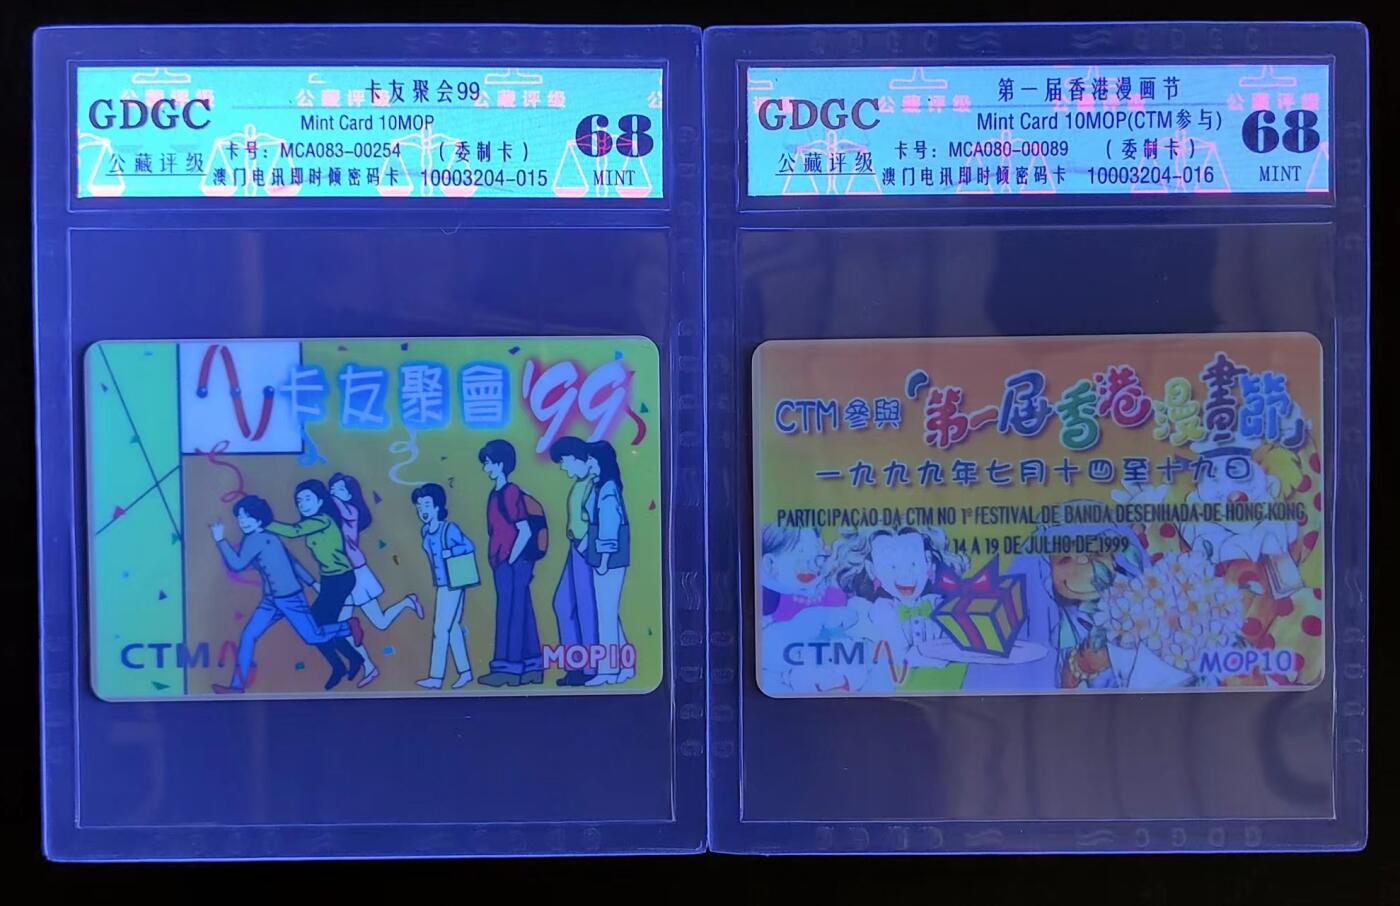 GDGC
公藏评级
卡友聚会99
Mint Card 10MOP
卡号：MCA083-00254 （委制卡）
澳门电讯即时倾密码卡 10003204-015
68
MINT
卡友聚會'99
CTM
MOP10
GDGC
公藏评级
第一届香港漫画节
Mint Card 10MOP(CTM参与)
卡号：MCA080-00089 （委制卡）
澳门电讯即时倾密码卡 10003204-016
68
MINT
CTM參與「第一屆香港漫畫節」
一九九九年七月十四至十九日
PARTICIPAÇÃO DA CTM NO 1º FESTIVAL DE BANDA DESENHADA DE HONG KONG
14 A 19 DE JULHO DE 1999
CTM
MOP10